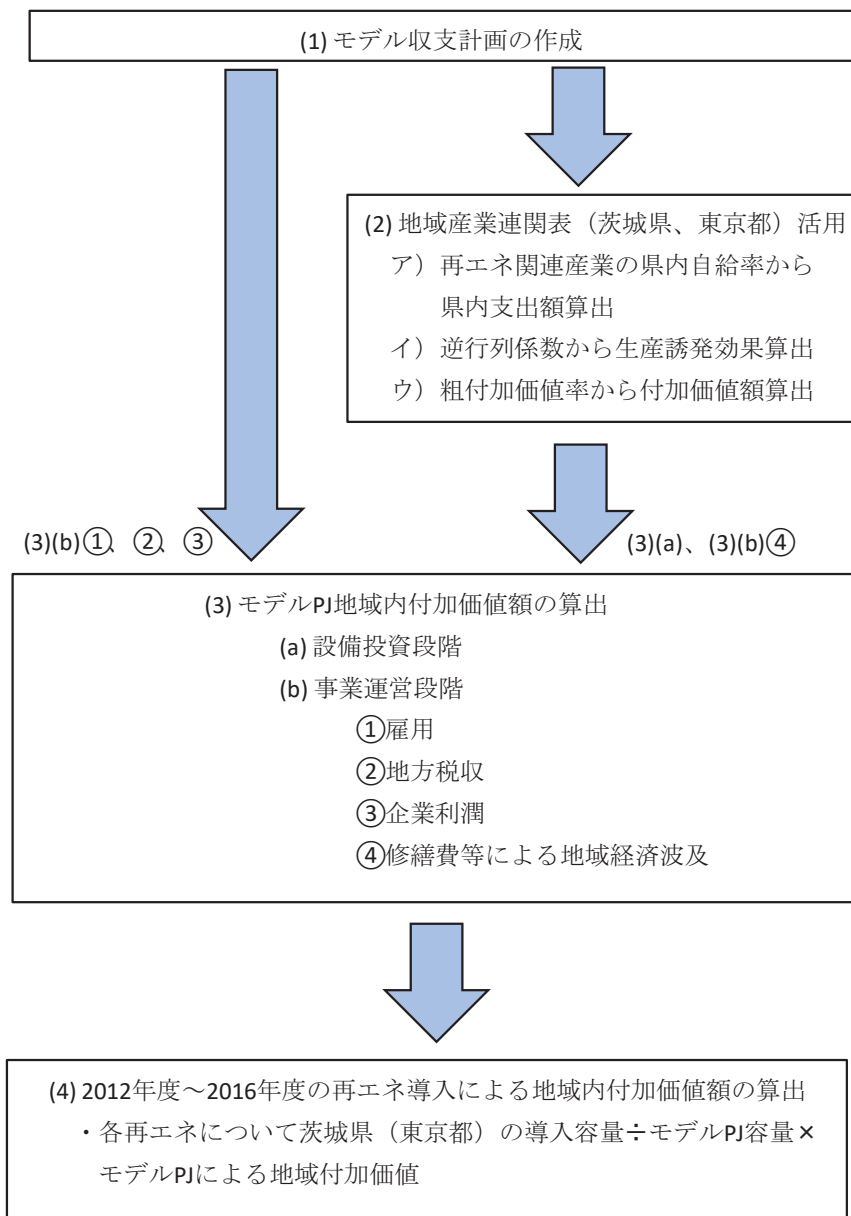 (1) モデル収支計画の作成
(2) 地域産業連関表（茨城県、東京都）活用
ア）再エネ関連産業の県内自給率から
県内支出額算出
イ）逆行列係数から生産誘発効果算出
ウ）粗付加価値率から付加価値額算出
(3)(b)①、②、③
(3)(a)、(3)(b)④
(3) モデルPJ地域内付加価値額の算出
(a) 設備投資段階
(b) 事業運営段階
①雇用
②地方税収
③企業利潤
④修繕費等による地域経済波及
(4) 2012年度～2016年度の再エネ導入による地域内付加価値額の算出
・各再エネについて茨城県（東京都）の導入容量÷モデルPJ容量×
モデルPJによる地域付加価値